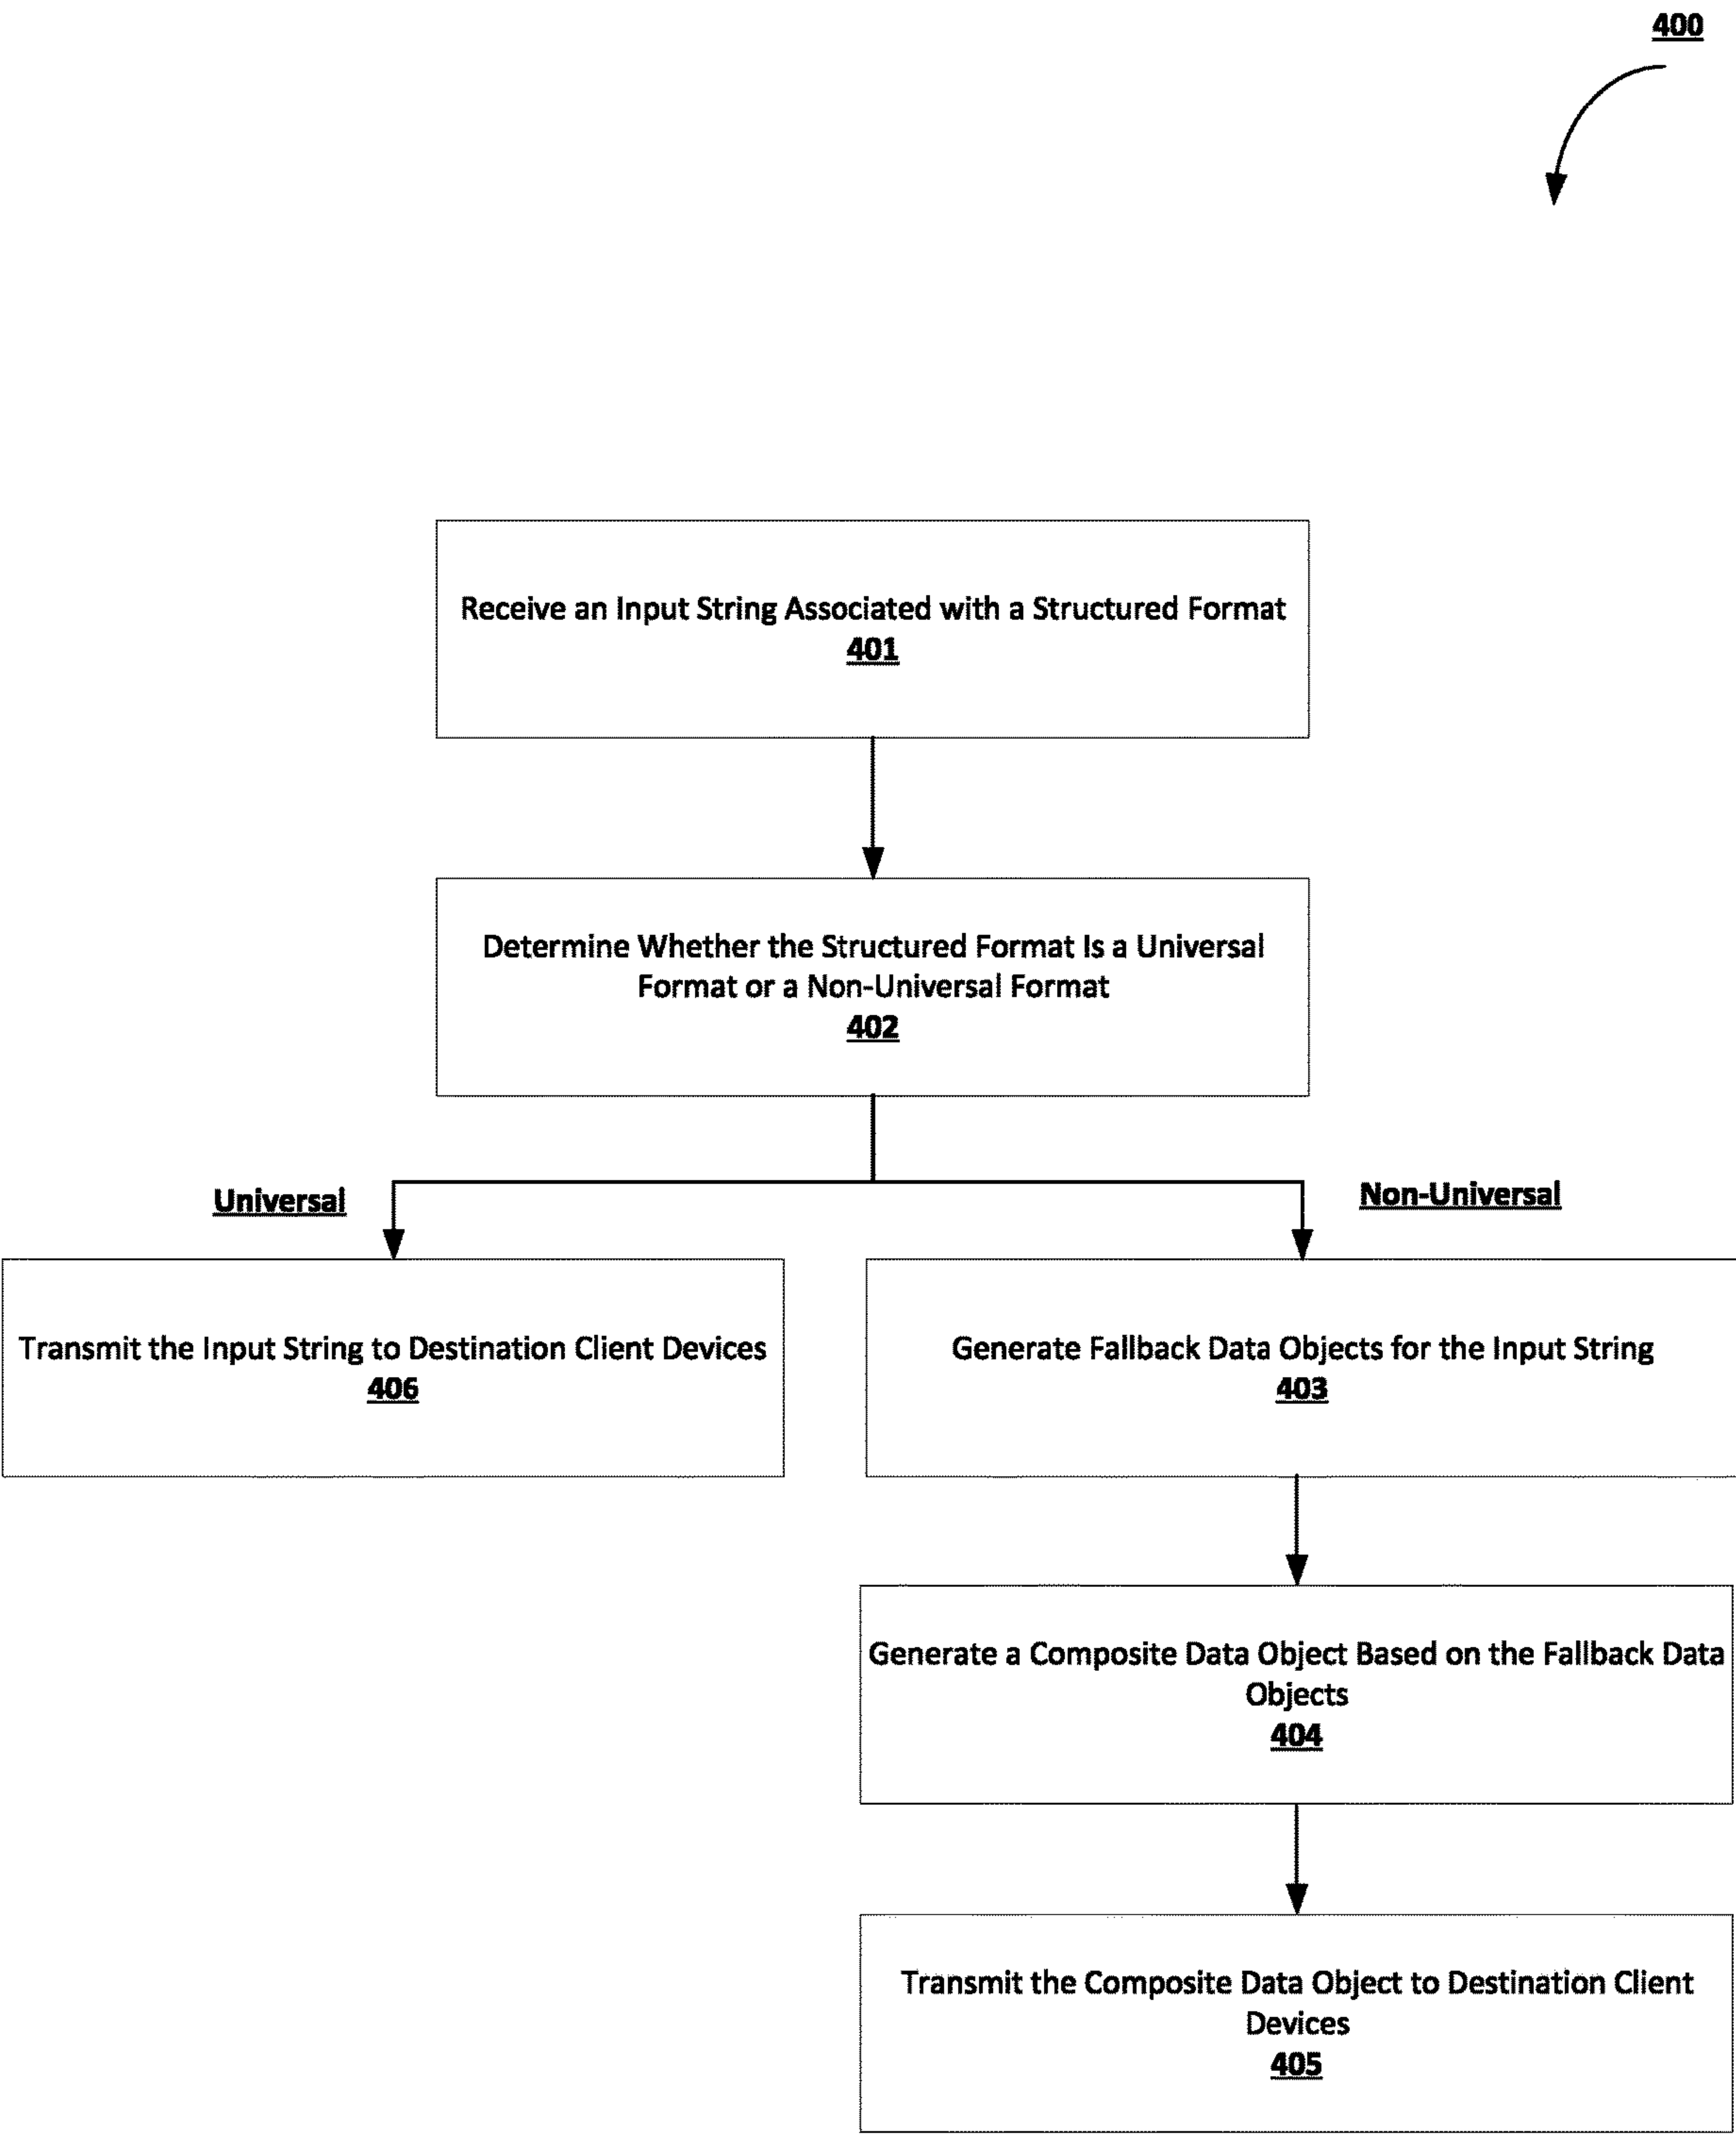 400
Receive an Input String Associated with a Structured Format
401
Determine Whether the Structured Format Is a Universal
Format or a Non-Universal Format
402
Universal
Non-Universal
Transmit the Input String to Destination Client Devices
406
Generate Fallback Data Objects for the Input String
403
Generate a Composite Data Object Based on the Fallback Data
Objects
404
Transmit the Composite Data Object to Destination Client
Devices
405